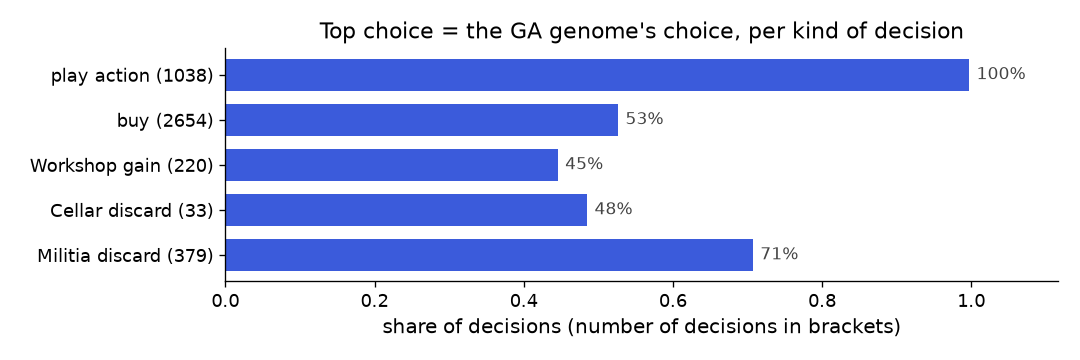 Top choice = the GA genome's choice, per kind of decision
play action (1038)
100%
buy (2654)
53%
Workshop gain (220)
45%
Cellar discard (33)
48%
Militia discard (379)
71%
0.0 0.2 0.4 0.6 0.8 1.0
share of decisions (number of decisions in brackets)